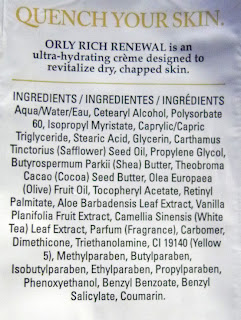 QUENCH YOUR SKIN.
ORLY RICH RENEWAL is an
ultra-hydrating crème designed to
revitalize dry, chapped skin.
INGREDIENTS / INGREDIENTES / INGRÉDIENTS
Aqua/Water/Eau, Cetearyl Alcohol, Polysorbate
60, Isopropyl Myristate, Caprylic/Capric
Triglyceride, Stearic Acid, Glycerin, Carthamus
Tinctorius (Safflower) Seed Oil, Propylene Glycol,
Butyrospermum Parkii (Shea) Butter, Theobroma
Cacao (Cocoa) Seed Butter, Olea Europaea
(Olive) Fruit Oil, Tocopheryl Acetate, Retinyl
Palmitate, Aloe Barbadensis Leaf Extract, Vanilla
Planifolia Fruit Extract, Camellia Sinensis (White
Tea) Leaf Extract, Parfum (Fragrance), Carbomer,
Dimethicone, Triethanolamine, CI 19140 (Yellow
5), Methylparaben, Butylparaben,
Isobutylparaben, Ethylparaben, Propylparaben,
Phenoxyethanol, Benzyl Benzoate, Benzyl
Salicylate, Coumarin.